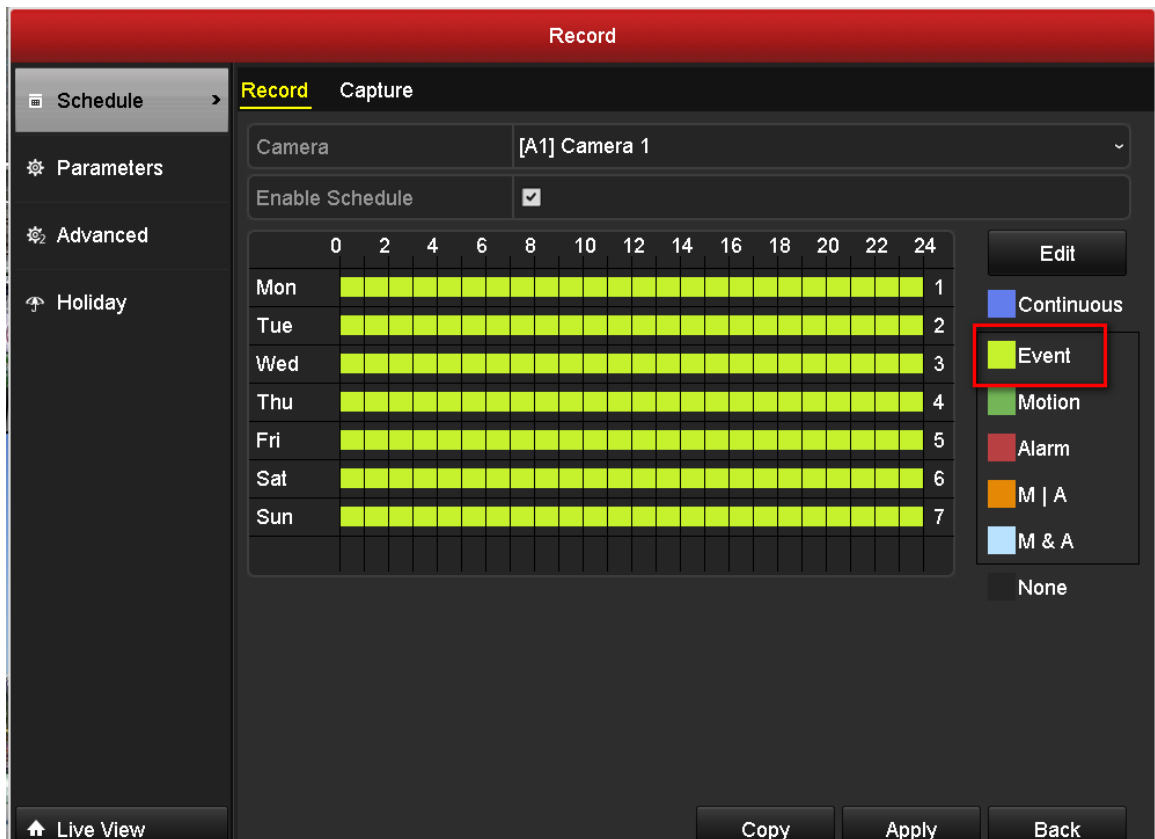 Record
Schedule
Parameters
Advanced
Holiday
Live View
Record Capture
Camera [A1] Camera 1
Enable Schedule
0 2 4 6 8 10 12 14 16 18 20 22 24
Mon 1
Tue 2
Wed 3
Thu 4
Fri 5
Sat 6
Sun 7
Edit
Continuous
Event
Motion
Alarm
M | A
M & A
None
Copy Apply Back